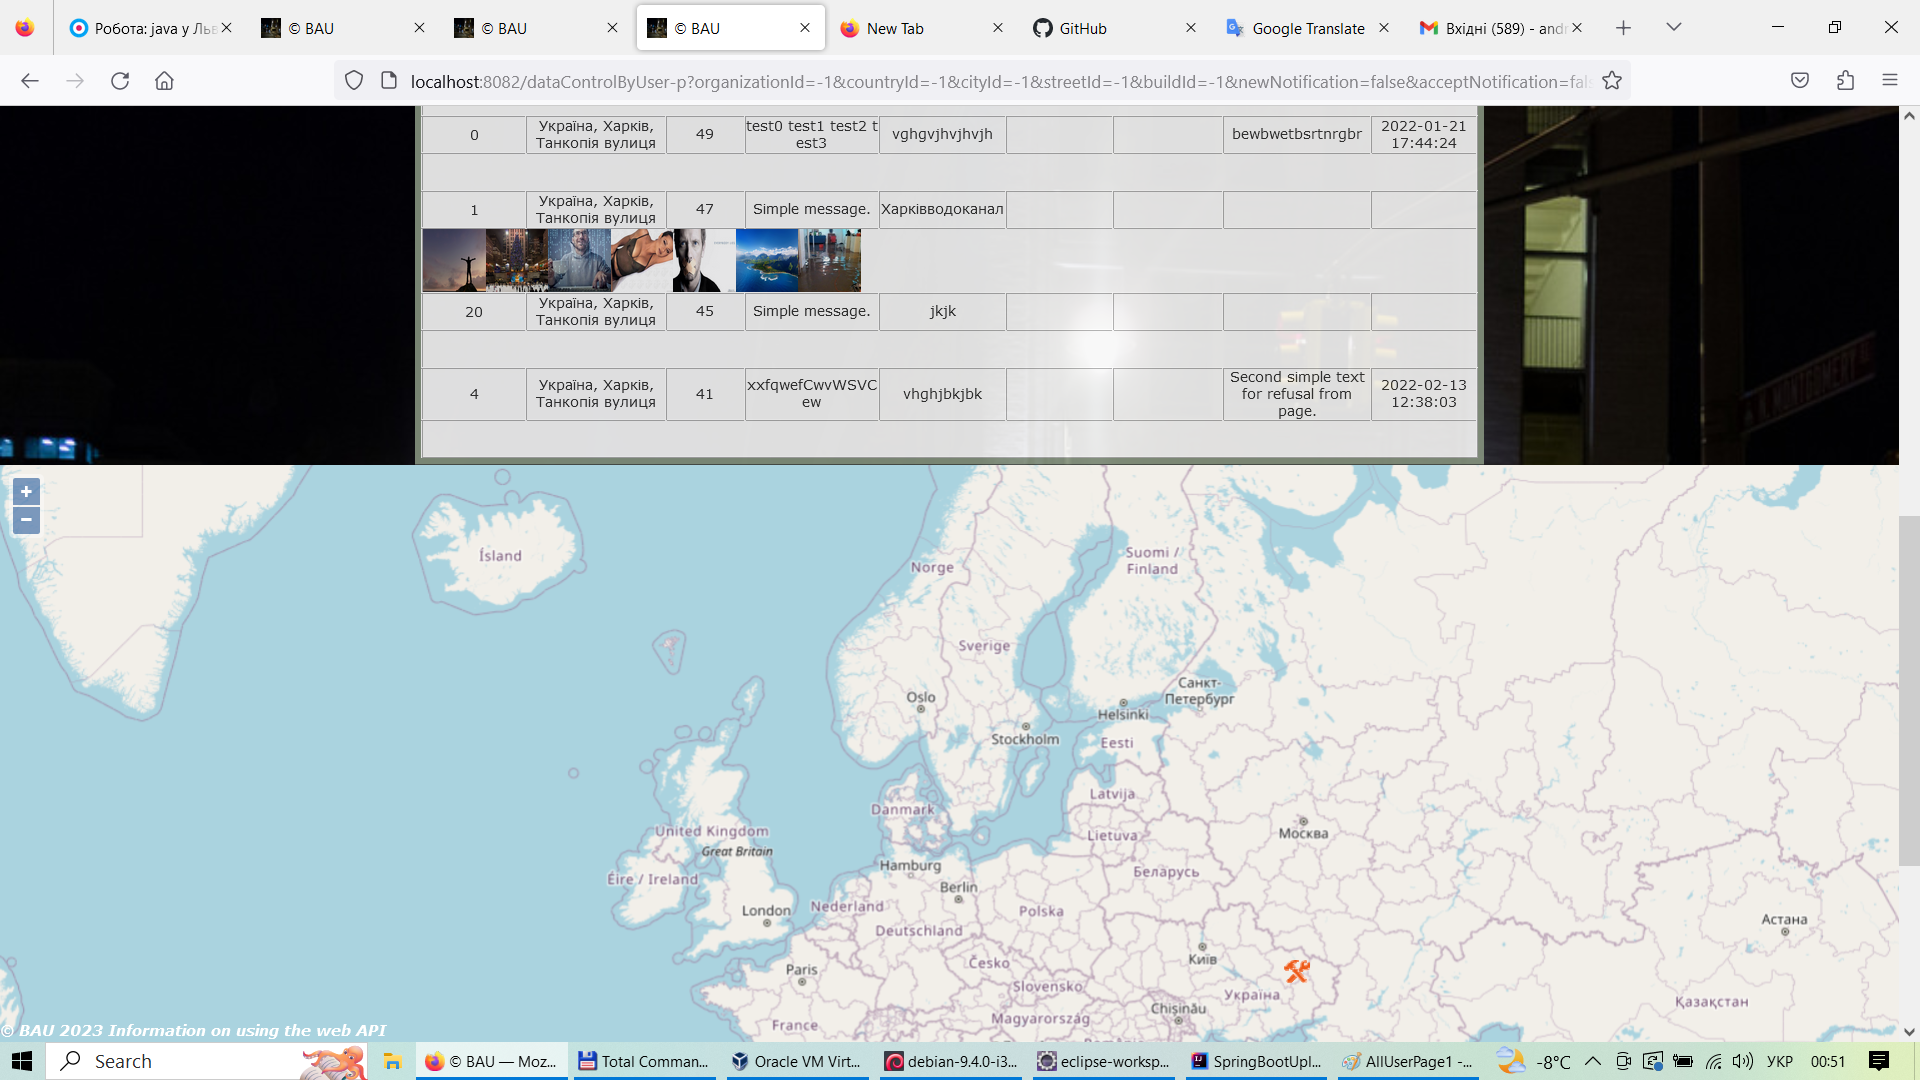 Робота: java у Льв
© BAU
© BAU
© BAU
New Tab
GitHub
Google Translate
Вхідні (589) - andr
localhost:8082/dataControlByUser-p?organizationId=-1&countryId=-1&cityId=-1&streetId=-1&buildId=-1&newNotification=false&acceptNotification=fal
0
Україна, Харків,
Танкопія вулиця
49
test0 test1 test2 t
est3
vghgvjhvjhvjh
bewbwetbsrtnrgbr
2022-01-21
17:44:24
1
Україна, Харків,
Танкопія вулиця
47
Simple message.
Харківводоканал
20
Україна, Харків,
Танкопія вулиця
45
Simple message.
jkjk
4
Україна, Харків,
Танкопія вулиця
41
xxfqwefCwvWSVC
ew
vhghjbkjbk
Second simple text
for refusal from
page.
2022-02-13
12:38:03
+
−
Ísland
Norge
Suomi /
Finland
Sverige
Oslo
Санкт-
Петербург
Helsinki
Stockholm
Eesti
Latvija
Danmark
United Kingdom
Lietuva
Москва
Great Britain
Hamburg
Беларусь
Éire / Ireland
Berlin
Nederland
London
Polska
Астана
Deutschland
Київ
Paris
Česko
Slovensko
Україна
Chișinău
Қазақстан
Magyarország
France
© BAU 2023 Information on using the web API
Search
© BAU — Moz...
Total Comman...
Oracle VM Virt...
debian-9.4.0-i3...
eclipse-worksp...
SpringBootUpl...
AllUserPage1 -...
-8°C
УКР
00:51